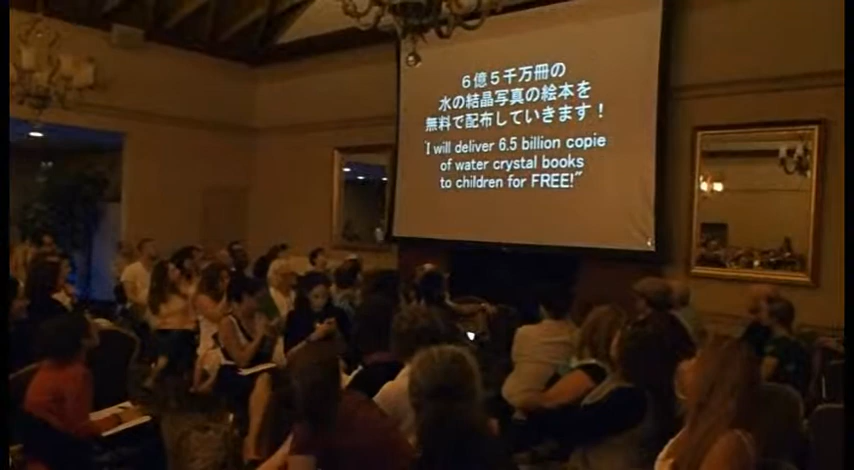 ６億５千万冊の
水の結晶写真の絵本を
無料で配布していきます！
"I will deliver 6.5 billion copie
of water crystal books
to children for FREE!"